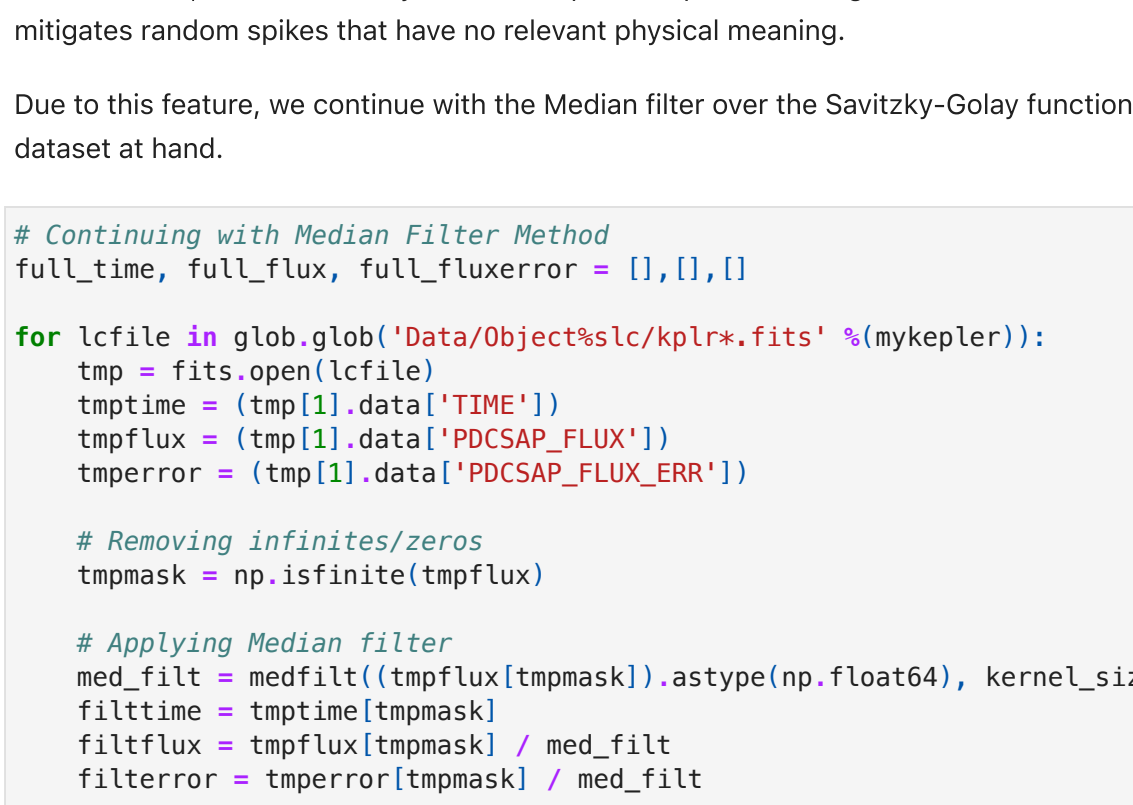 mitigates random spikes that have no relevant physical meaning.
Due to this feature, we continue with the Median filter over the Savitzky-Golay function
dataset at hand.
# Continuing with Median Filter Method
full_time, full_flux, full_fluxerror = [],[],[]
for lcfile in glob.glob('Data/Object%slc/kplr*.fits' %(mykepler)):
    tmp = fits.open(lcfile)
    tmptime = (tmp[1].data['TIME'])
    tmpflux = (tmp[1].data['PDCSAP_FLUX'])
    tmperror = (tmp[1].data['PDCSAP_FLUX_ERR'])
    # Removing infinites/zeros
    tmpmask = np.isfinite(tmpflux)
    # Applying Median filter
    med_filt = medfilt((tmpflux[tmpmask]).astype(np.float64), kernel_siz
    filttime = tmptime[tmpmask]
    filtflux = tmpflux[tmpmask] / med_filt
    filterror = tmperror[tmpmask] / med_filt